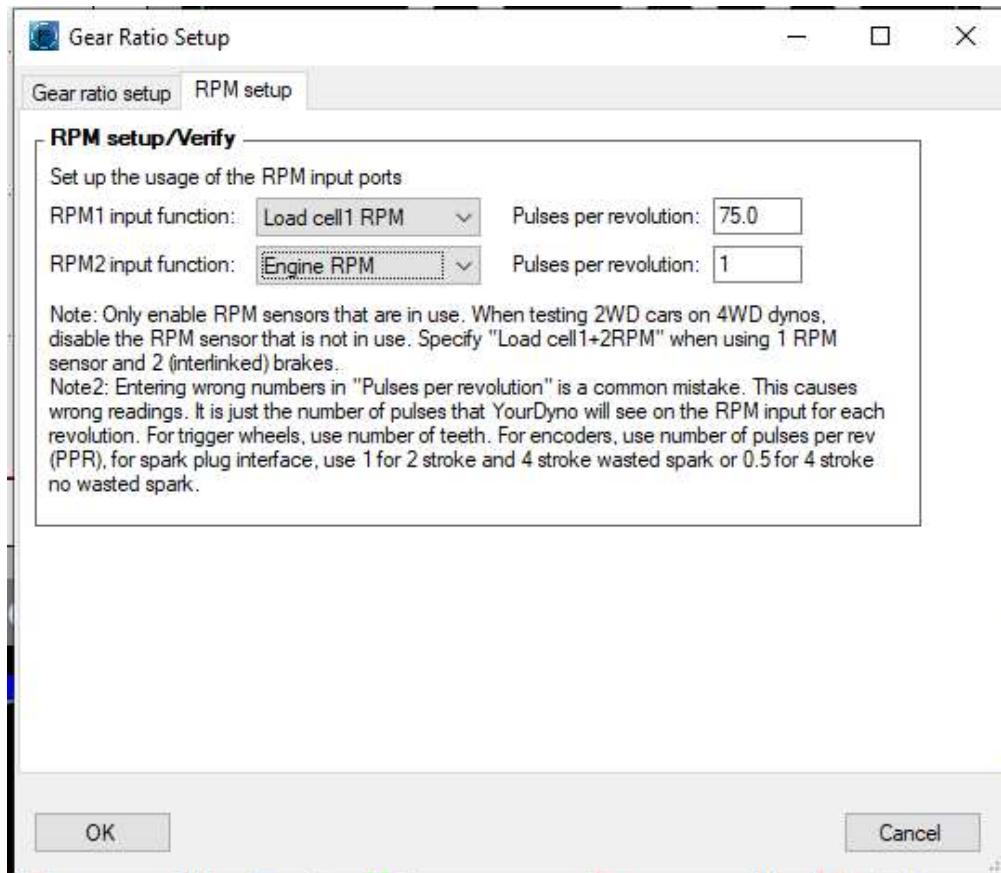 Gear Ratio Setup
Gear ratio setup RPM setup
RPM setup/Verify
Set up the usage of the RPM input ports
RPM1 input function: Load cell1 RPM Pulses per revolution: 75.0
RPM2 input function: Engine RPM Pulses per revolution: 1
Note: Only enable RPM sensors that are in use. When testing 2WD cars on 4WD dynos,
disable the RPM sensor that is not in use. Specify "Load cell1+2RPM" when using 1 RPM
sensor and 2 (interlinked) brakes.
Note2: Entering wrong numbers in "Pulses per revolution" is a common mistake. This causes
wrong readings. It is just the number of pulses that YourDyno will see on the RPM input for each
revolution. For trigger wheels, use number of teeth. For encoders, use number of pulses per rev
(PPR), for spark plug interface, use 1 for 2 stroke and 4 stroke wasted spark or 0.5 for 4 stroke
no wasted spark.
OK Cancel